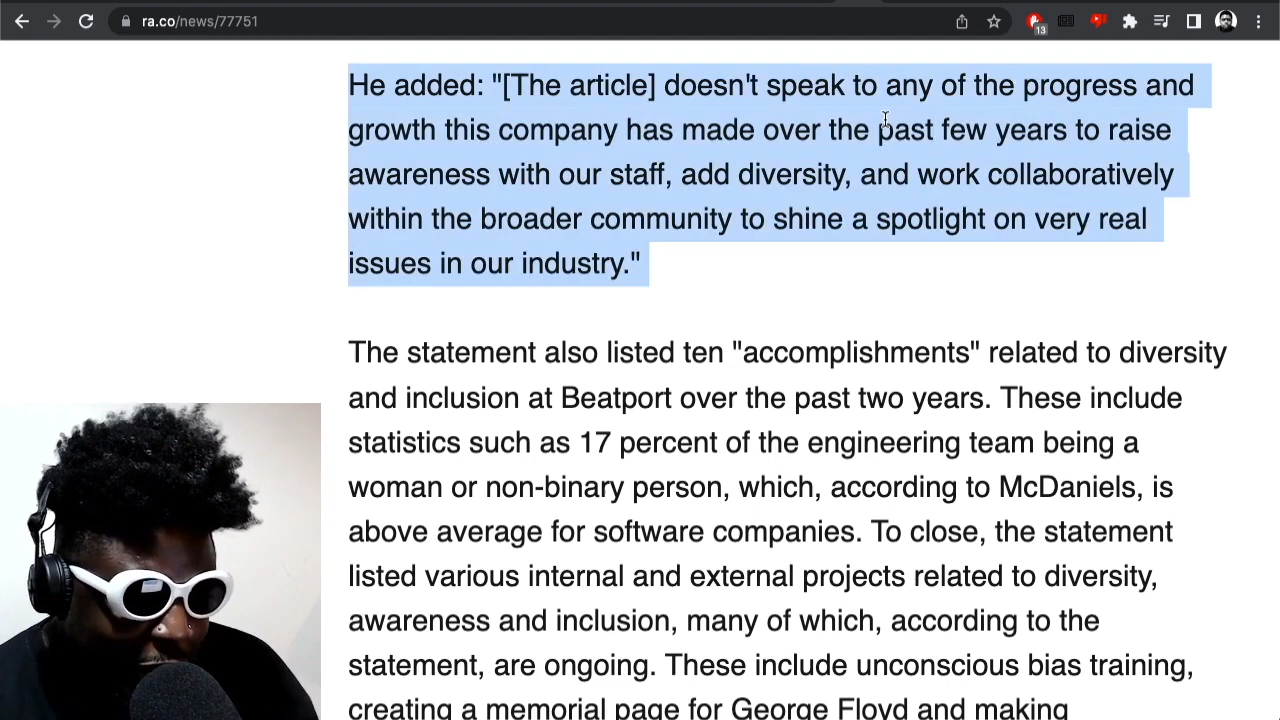 ra.co/news/77751
13
He added: "[The article] doesn't speak to any of the progress and
growth this company has made over the past few years to raise
awareness with our staff, add diversity, and work collaboratively
within the broader community to shine a spotlight on very real
issues in our industry."
The statement also listed ten "accomplishments" related to diversity
and inclusion at Beatport over the past two years. These include
statistics such as 17 percent of the engineering team being a
woman or non-binary person, which, according to McDaniels, is
above average for software companies. To close, the statement
listed various internal and external projects related to diversity,
awareness and inclusion, many of which, according to the
statement, are ongoing. These include unconscious bias training,
creating a memorial page for George Floyd and making